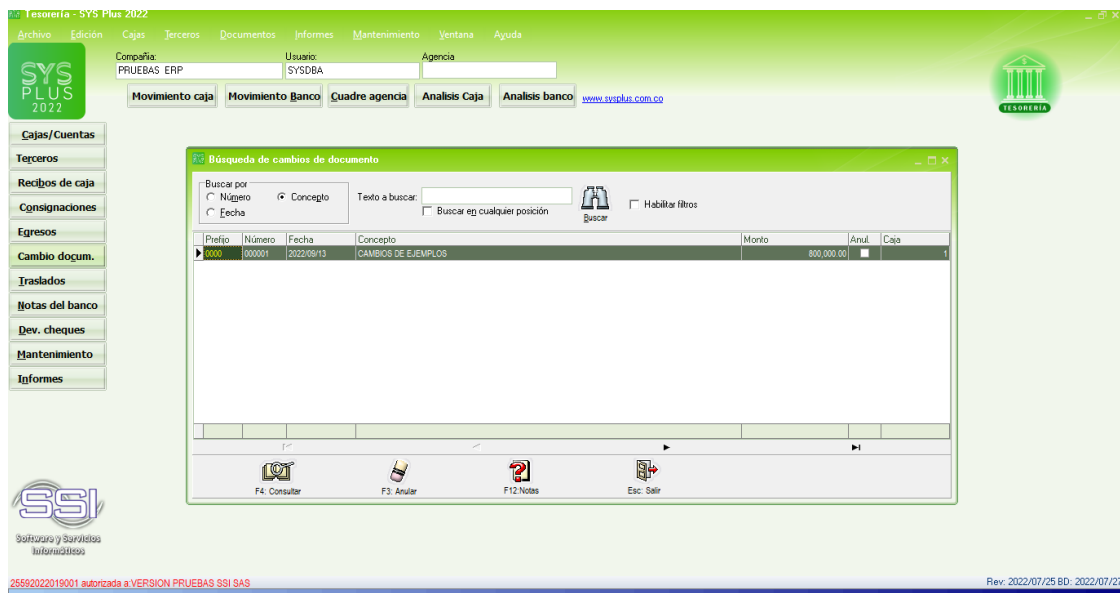 Tesorería - SYS Plus 2022
Archivo Edición Cajas Terceros Documentos Informes Mantenimiento Ventana Ayuda
Compañia: Usuario: Agencia
PRUEBAS ERP SYSDBA
SYS
PLUS
2022
Movimiento caja Movimiento Banco Cuadre agencia Analisis Caja Analisis banco www.sysplus.com.co
TESORERÍA
Cajas/Cuentas
Terceros
Recibos de caja
Consignaciones
Egresos
Cambio docum.
Traslados
Notas del banco
Dev. cheques
Mantenimiento
Informes
Búsqueda de cambios de documento
Buscar por
Número Concepto Texto a buscar:
Fecha Buscar en cualquier posición
Buscar
Habilitar filtros
Prefijo Número Fecha Concepto Monto Anul. Caja
0000 000001 2022/09/13 CAMBIOS DE EJEMPLOS 800,000.00 1
F4: Consultar F3: Anular F12:Notas Esc: Salir
SSI
Software y Servicios
Informáticos
25592022019001 autorizada a:VERSION PRUEBAS SSI SAS Rev: 2022/07/25 BD: 2022/07/27